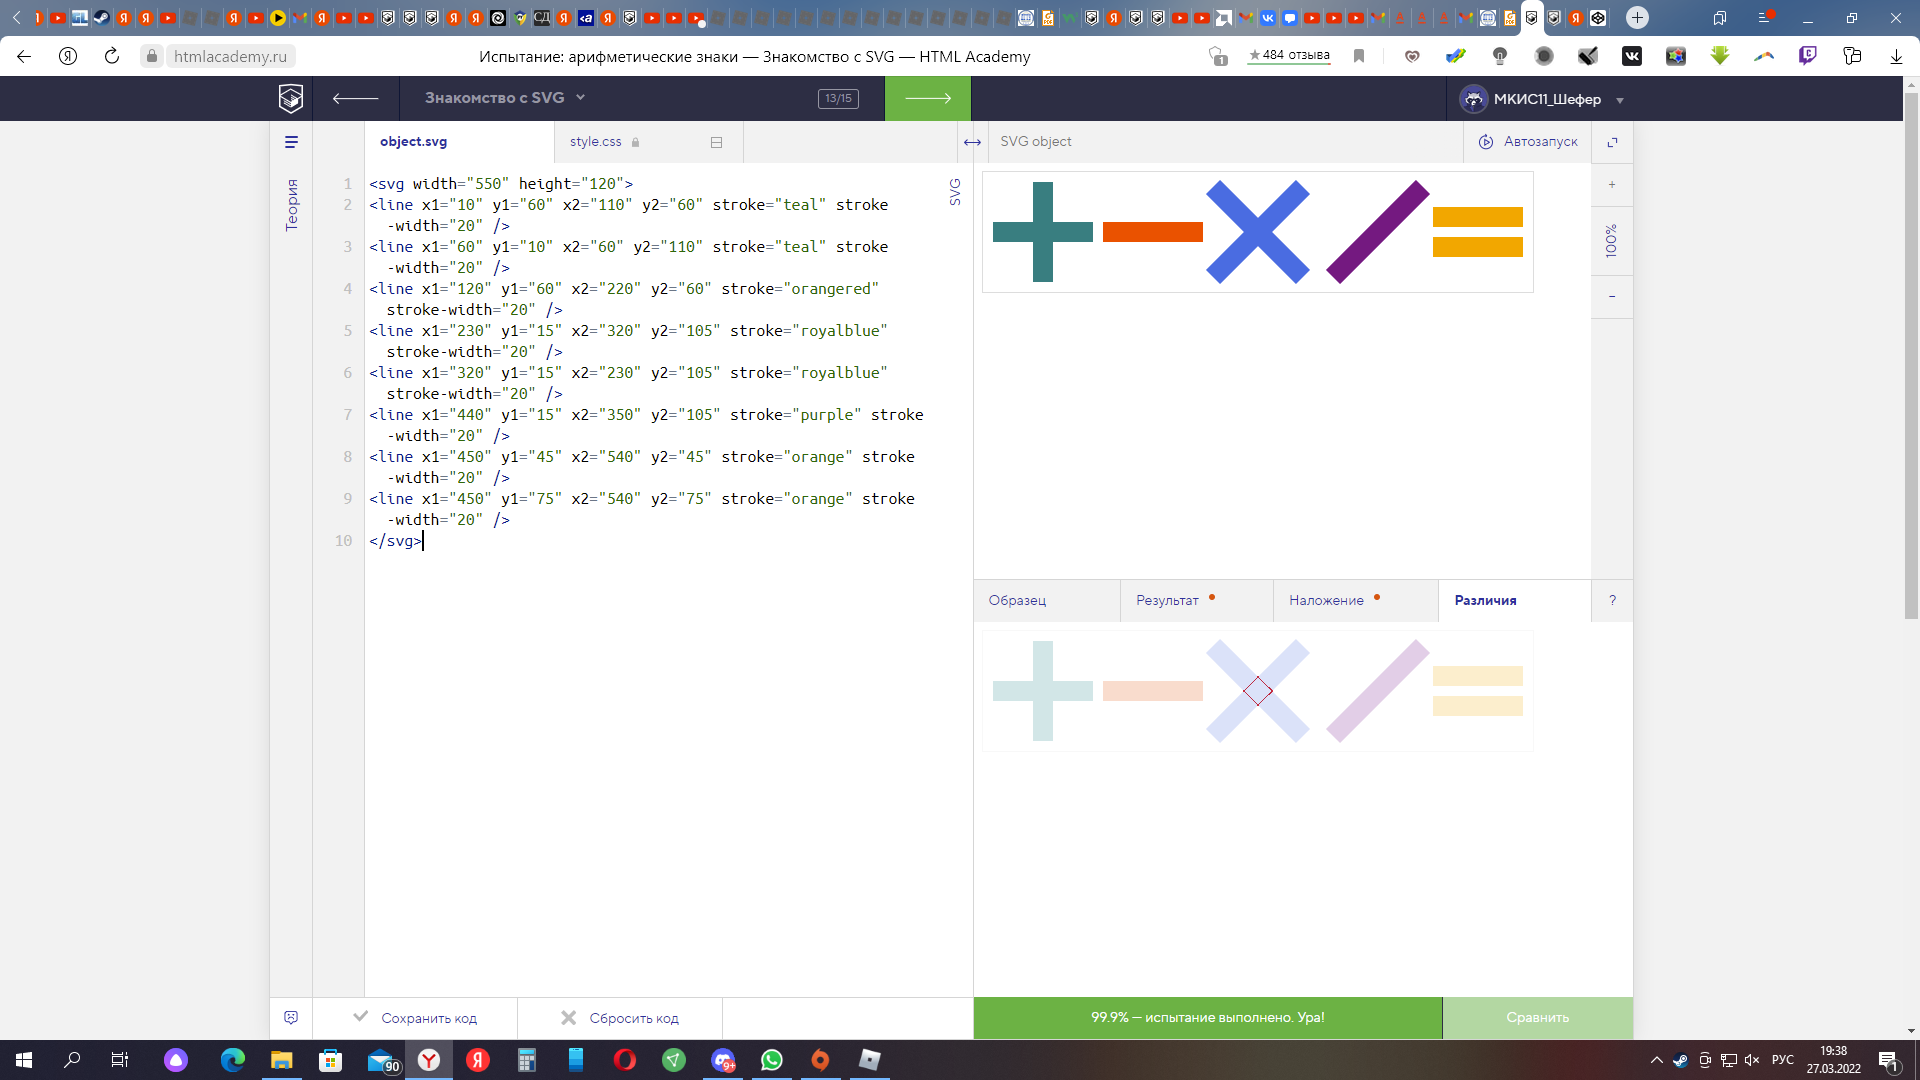 htmlacademy.ru
Испытание: арифметические знаки — Знакомство с SVG — HTML Academy
1
★ 484 отзыва
Знакомство с SVG
13/15
МКИС11_Шефер
object.svg
style.css
SVG object
Автозапуск
Теория
SVG
100%
+
−
1 <svg width="550" height="120">
2 <line x1="10" y1="60" x2="110" y2="60" stroke="teal" stroke
-width="20" />
3 <line x1="60" y1="10" x2="60" y2="110" stroke="teal" stroke
-width="20" />
4 <line x1="120" y1="60" x2="220" y2="60" stroke="orangered"
stroke-width="20" />
5 <line x1="230" y1="15" x2="320" y2="105" stroke="royalblue"
stroke-width="20" />
6 <line x1="320" y1="15" x2="230" y2="105" stroke="royalblue"
stroke-width="20" />
7 <line x1="440" y1="15" x2="350" y2="105" stroke="purple" stroke
-width="20" />
8 <line x1="450" y1="45" x2="540" y2="45" stroke="orange" stroke
-width="20" />
9 <line x1="450" y1="75" x2="540" y2="75" stroke="orange" stroke
-width="20" />
10 </svg>
Образец
Результат
Наложение
Различия
?
Сохранить код
Сбросить код
99.9% — испытание выполнено. Ура!
Сравнить
90
9+
РУС
19:38
27.03.2022
1